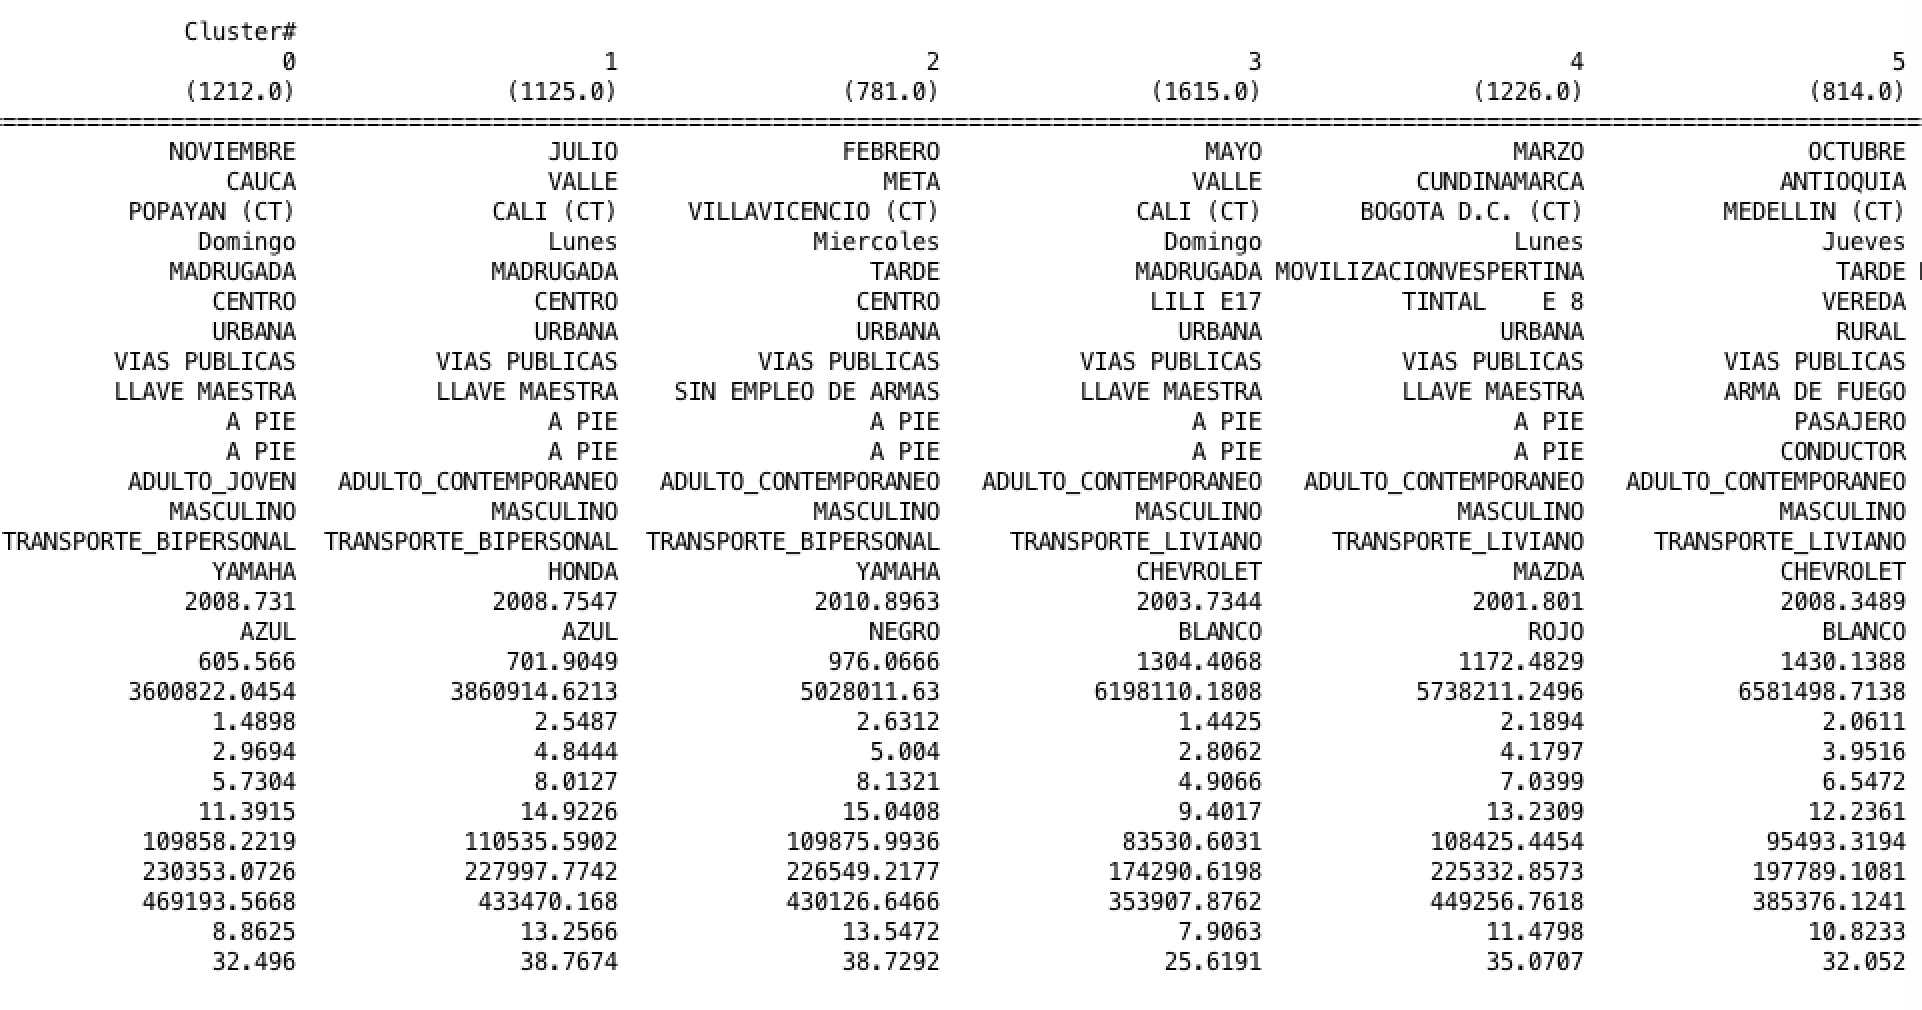 Cluster#
0 1 2 3 4 5
(1212.0) (1125.0) (781.0) (1615.0) (1226.0) (814.0)
NOVIEMBRE JULIO FEBRERO MAYO MARZO OCTUBRE
CAUCA VALLE META VALLE CUNDINAMARCA ANTIOQUIA
POPAYAN (CT) CALI (CT) VILLAVICENCIO (CT) CALI (CT) BOGOTA D.C. (CT) MEDELLIN (CT)
Domingo Lunes Miercoles Domingo Lunes Jueves
MADRUGADA MADRUGADA TARDE MADRUGADA MOVILIZACIONVESPERTINA TARDE
CENTRO CENTRO CENTRO LILI E17 TINTAL E 8 VEREDA
URBANA URBANA URBANA URBANA URBANA RURAL
VIAS PUBLICAS VIAS PUBLICAS VIAS PUBLICAS VIAS PUBLICAS VIAS PUBLICAS VIAS PUBLICAS
LLAVE MAESTRA LLAVE MAESTRA SIN EMPLEO DE ARMAS LLAVE MAESTRA LLAVE MAESTRA ARMA DE FUEGO
A PIE A PIE A PIE A PIE A PIE PASAJERO
A PIE A PIE A PIE A PIE A PIE CONDUCTOR
ADULTO_JOVEN ADULTO_CONTEMPORANEO ADULTO_CONTEMPORANEO ADULTO_CONTEMPORANEO ADULTO_CONTEMPORANEO ADULTO_CONTEMPORANEO
MASCULINO MASCULINO MASCULINO MASCULINO MASCULINO MASCULINO
TRANSPORTE_BIPERSONAL TRANSPORTE_BIPERSONAL TRANSPORTE_BIPERSONAL TRANSPORTE_LIVIANO TRANSPORTE_LIVIANO TRANSPORTE_LIVIANO
YAMAHA HONDA YAMAHA CHEVROLET MAZDA CHEVROLET
2008.731 2008.7547 2010.8963 2003.7344 2001.801 2008.3489
AZUL AZUL NEGRO BLANCO ROJO BLANCO
605.566 701.9049 976.0666 1304.4068 1172.4829 1430.1388
3600822.0454 3860914.6213 5028011.63 6198110.1808 5738211.2496 6581498.7138
1.4898 2.5487 2.6312 1.4425 2.1894 2.0611
2.9694 4.8444 5.004 2.8062 4.1797 3.9516
5.7304 8.0127 8.1321 4.9066 7.0399 6.5472
11.3915 14.9226 15.0408 9.4017 13.2309 12.2361
109858.2219 110535.5902 109875.9936 83530.6031 108425.4454 95493.3194
230353.0726 227997.7742 226549.2177 174290.6198 225332.8573 197789.1081
469193.5668 433470.168 430126.6466 353907.8762 449256.7618 385376.1241
8.8625 13.2566 13.5472 7.9063 11.4798 10.8233
32.496 38.7674 38.7292 25.6191 35.0707 32.052